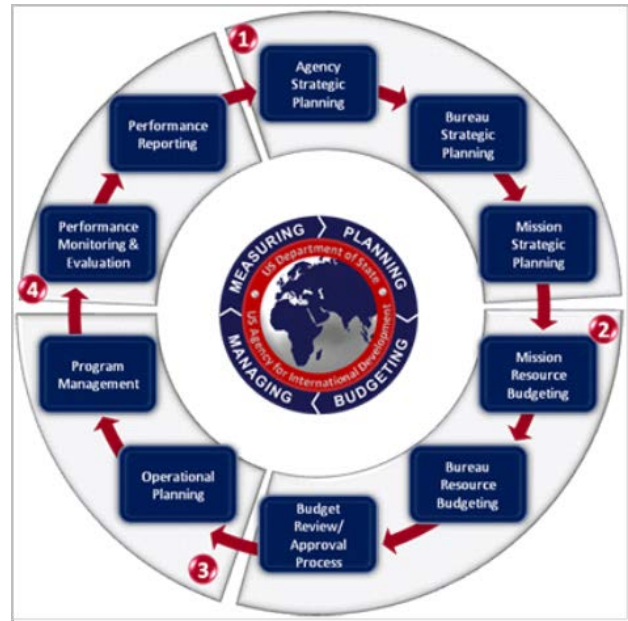 1
Agency
Strategic
Planning
Bureau
Strategic
Planning
Mission
Strategic
Planning
2
Mission
Resource
Budgeting
Bureau
Resource
Budgeting
Budget
Review/
Approval
Process
3
Operational
Planning
Program
Management
4
Performance
Monitoring &
Evaluation
Performance
Reporting
MEASURING
PLANNING
BUDGETING
MANAGING
US Department of State
US Agency for International Development